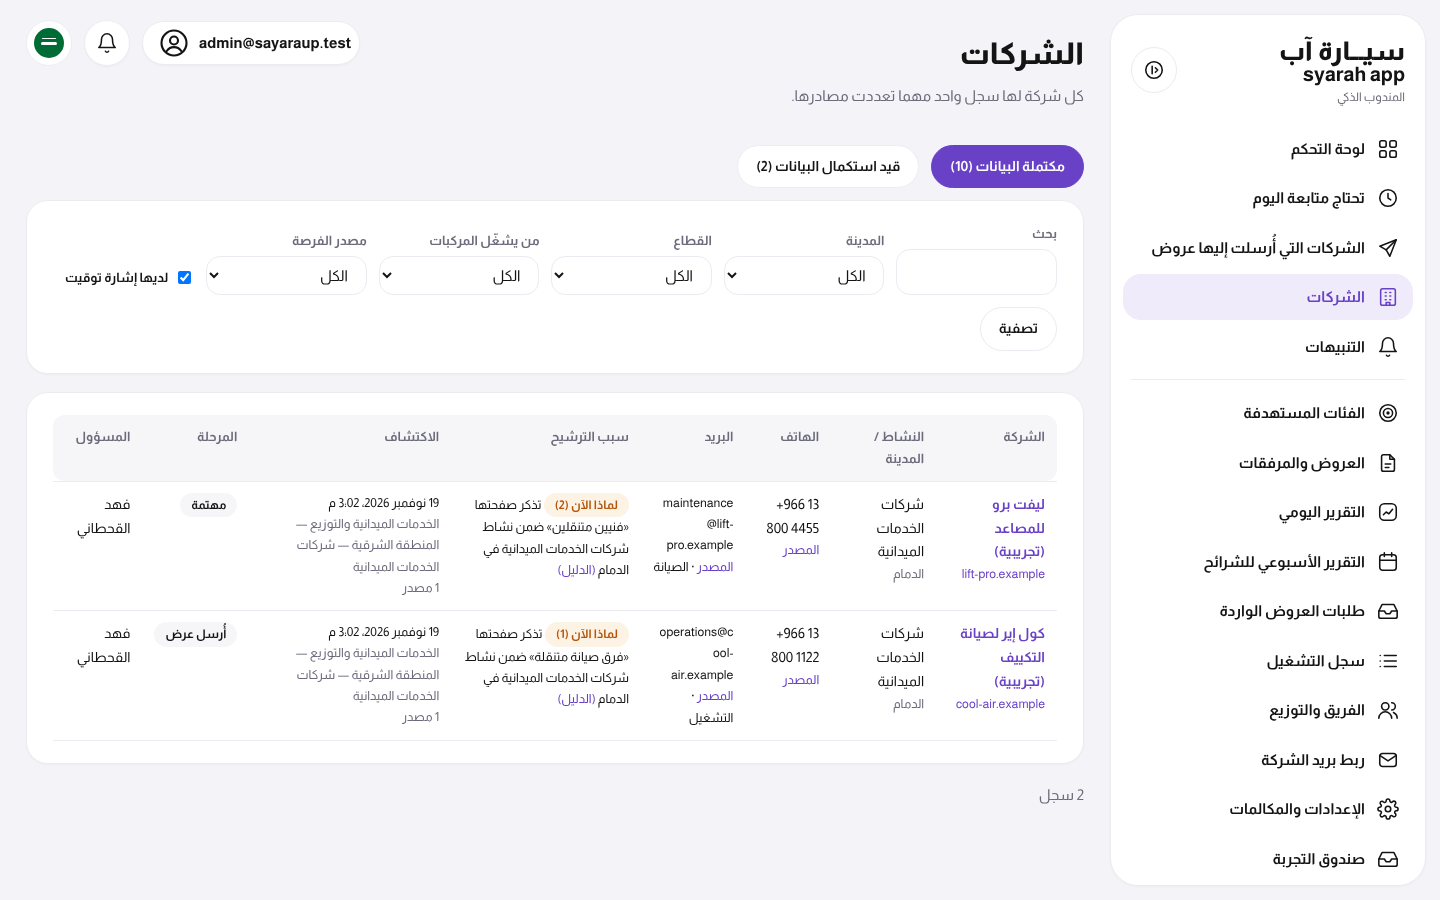 سيـارة آب
syarah app
المندوب الذكي
لوحة التحكم
تحتاج متابعة اليوم
الشركات التي أُرسلت إليها عروض
الشركات
التنبيهات
الفئات المستهدفة
العروض والمرفقات
التقرير اليومي
التقرير الأسبوعي للشرائح
طلبات العروض الواردة
سجل التشغيل
الفريق والتوزيع
ربط بريد الشركة
الإعدادات والمكالمات
صندوق التجربة
admin@sayaraup.test
الشركات
كل شركة لها سجل واحد مهما تعددت مصادرها.
مكتملة البيانات (10)
قيد استكمال البيانات (2)
بحث
المدينة
الكل
القطاع
الكل
من يشغّل المركبات
الكل
مصدر الفرصة
الكل
لديها إشارة توقيت
تصفية
الشركة
النشاط /
المدينة
الهاتف
البريد
سبب الترشيح
الاكتشاف
المرحلة
المسؤول
ليفت برو
للمصاعد
(تجريبية)
lift-pro.example
شركات
الخدمات
الميدانية
الدمام
+966 13
800 4455
المصدر
maintenance
@lift-
pro.example
المصدر · الصيانة
لماذا الآن (2) تذكر صفحتها
«فنيين متنقلين» ضمن نشاط
شركات الخدمات الميدانية في
الدمام (الدليل)
19 نوفمبر 2026، 3:02 م
الخدمات الميدانية والتوزيع —
المنطقة الشرقية — شركات
الخدمات الميدانية
1 مصدر
مهتمة
فهد
القحطاني
كول إير لصيانة
التكييف
(تجريبية)
cool-air.example
شركات
الخدمات
الميدانية
الدمام
+966 13
800 1122
المصدر
operations@c
ool-
air.example
المصدر ·
التشغيل
لماذا الآن (1) تذكر صفحتها
«فرق صيانة متنقلة» ضمن نشاط
شركات الخدمات الميدانية في
الدمام (الدليل)
19 نوفمبر 2026، 3:02 م
الخدمات الميدانية والتوزيع —
المنطقة الشرقية — شركات
الخدمات الميدانية
1 مصدر
أُرسل عرض
فهد
القحطاني
2 سجل